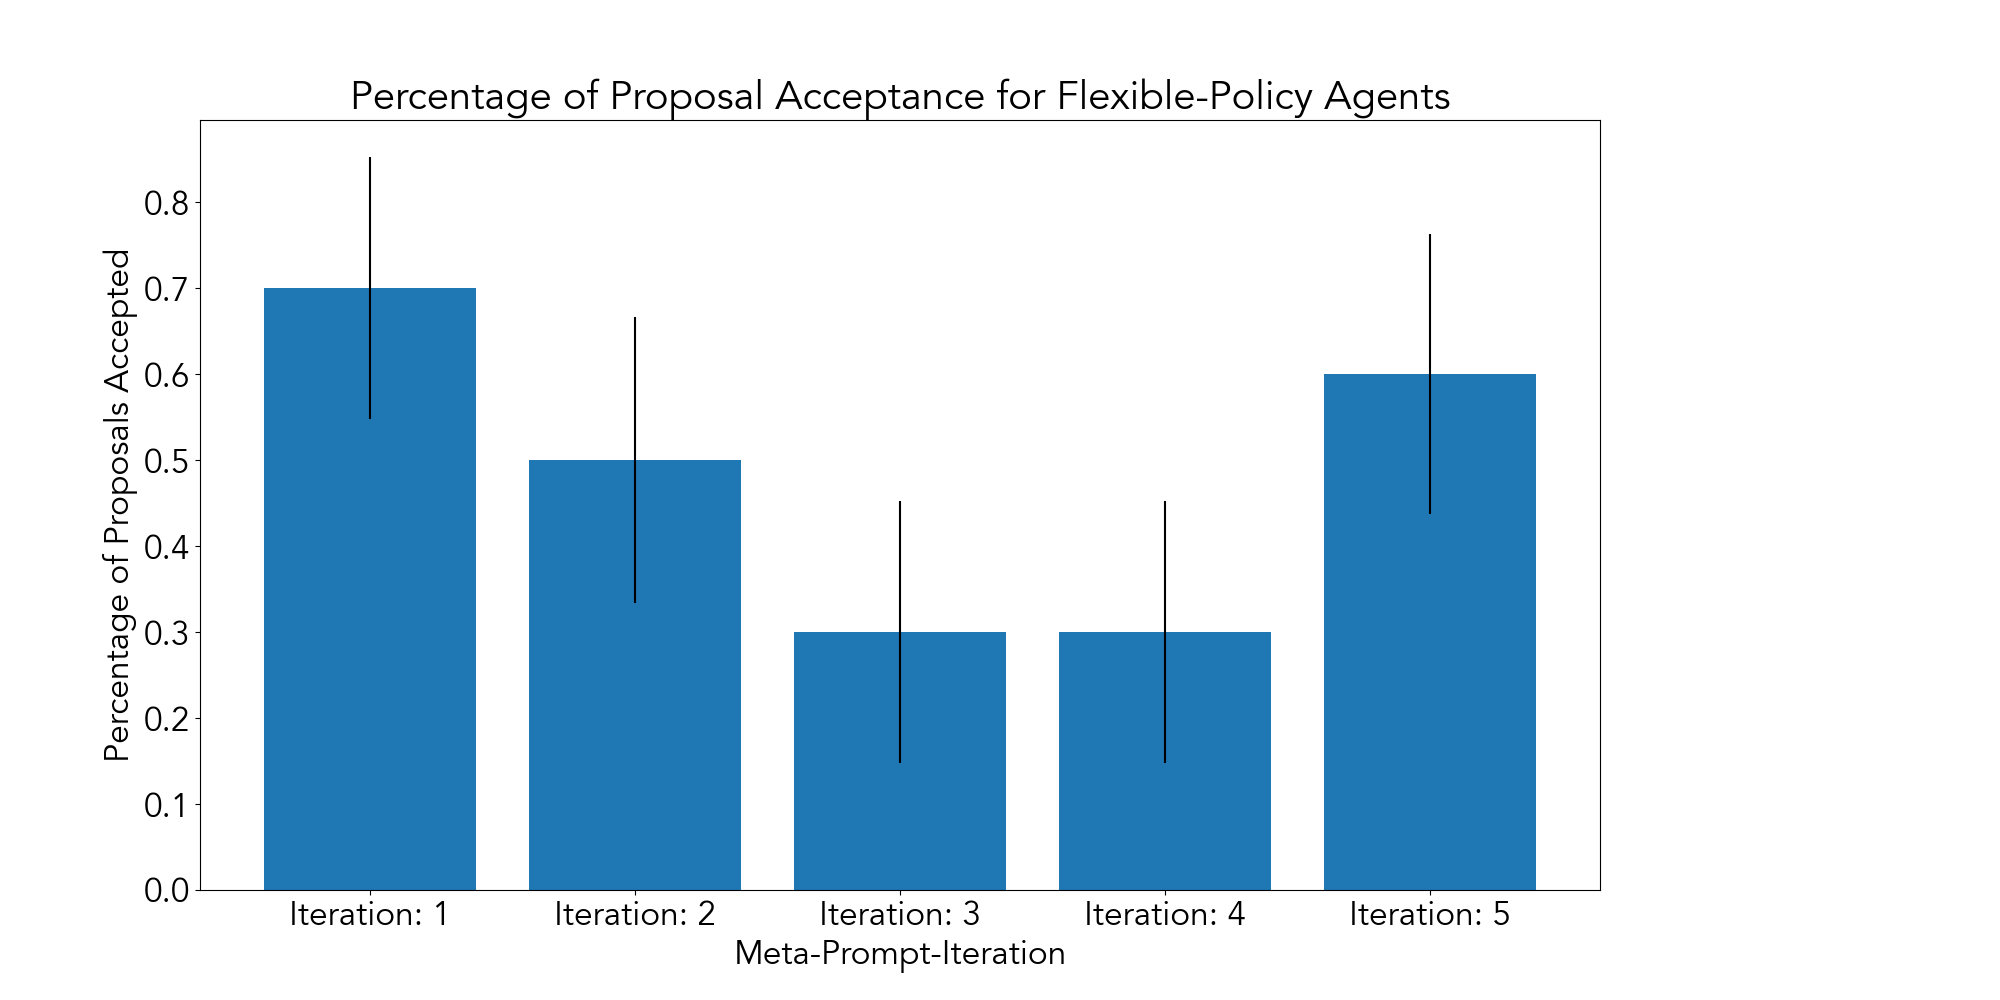 Percentage of Proposal Acceptance for Flexible-Policy Agents
Percentage of Proposals Accepted
0.8
0.7
0.6
0.5
0.4
0.3
0.2
0.1
0.0
Iteration: 1 Iteration: 2 Iteration: 3 Iteration: 4 Iteration: 5
Meta-Prompt-Iteration